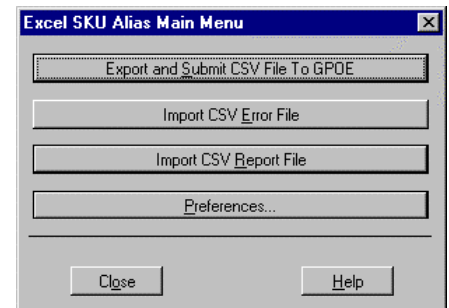 Excel SKU Alias Main Menu
Export and Submit CSV File To GPOE
Import CSV Error File
Import CSV Report File
Preferences...
Close
Help